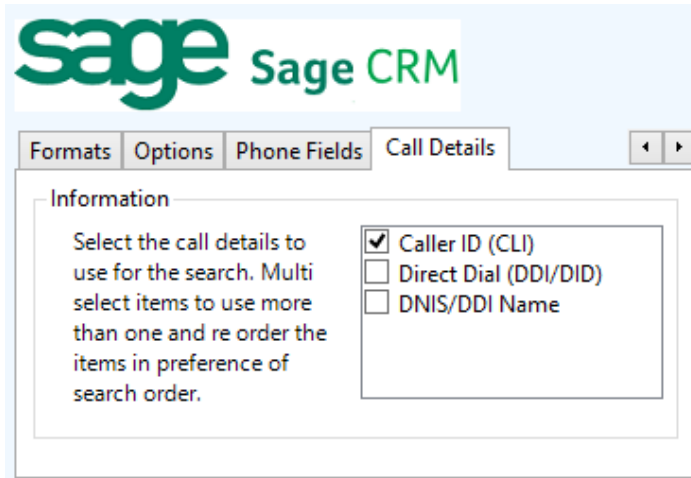 sage Sage CRM
Formats Options Phone Fields Call Details
Information
Select the call details to
use for the search. Multi
select items to use more
than one and re order the
items in preference of
search order.
Caller ID (CLI)
Direct Dial (DDI/DID)
DNIS/DDI Name